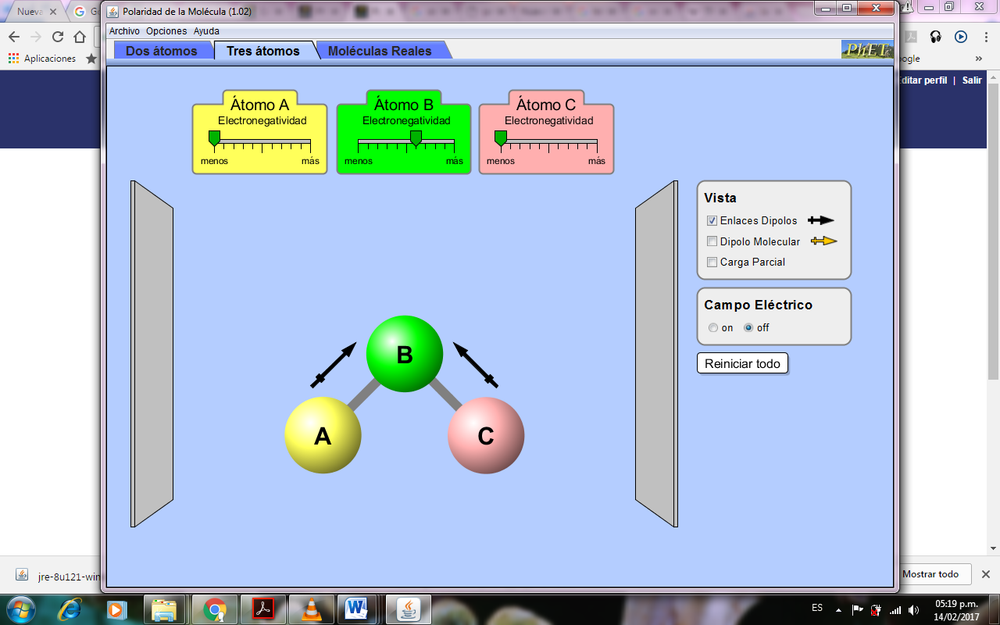 Nueva
G
Polaridad de la Molécula (1.02)
Archivo Opciones Ayuda
Aplicaciones
ogle
Dos átomos Tres átomos Moléculas Reales
PhET
Editar perfil | Salir
Átomo A Átomo B Átomo C
Electronegatividad Electronegatividad Electronegatividad
menos más menos más menos más
Vista
Enlaces Dipolos
Dipolo Molecular
Carga Parcial
Campo Eléctrico
on off
Reiniciar todo
B
A C
jre-8u121-win
Mostrar todo
ES
05:19 p.m.
14/02/2017